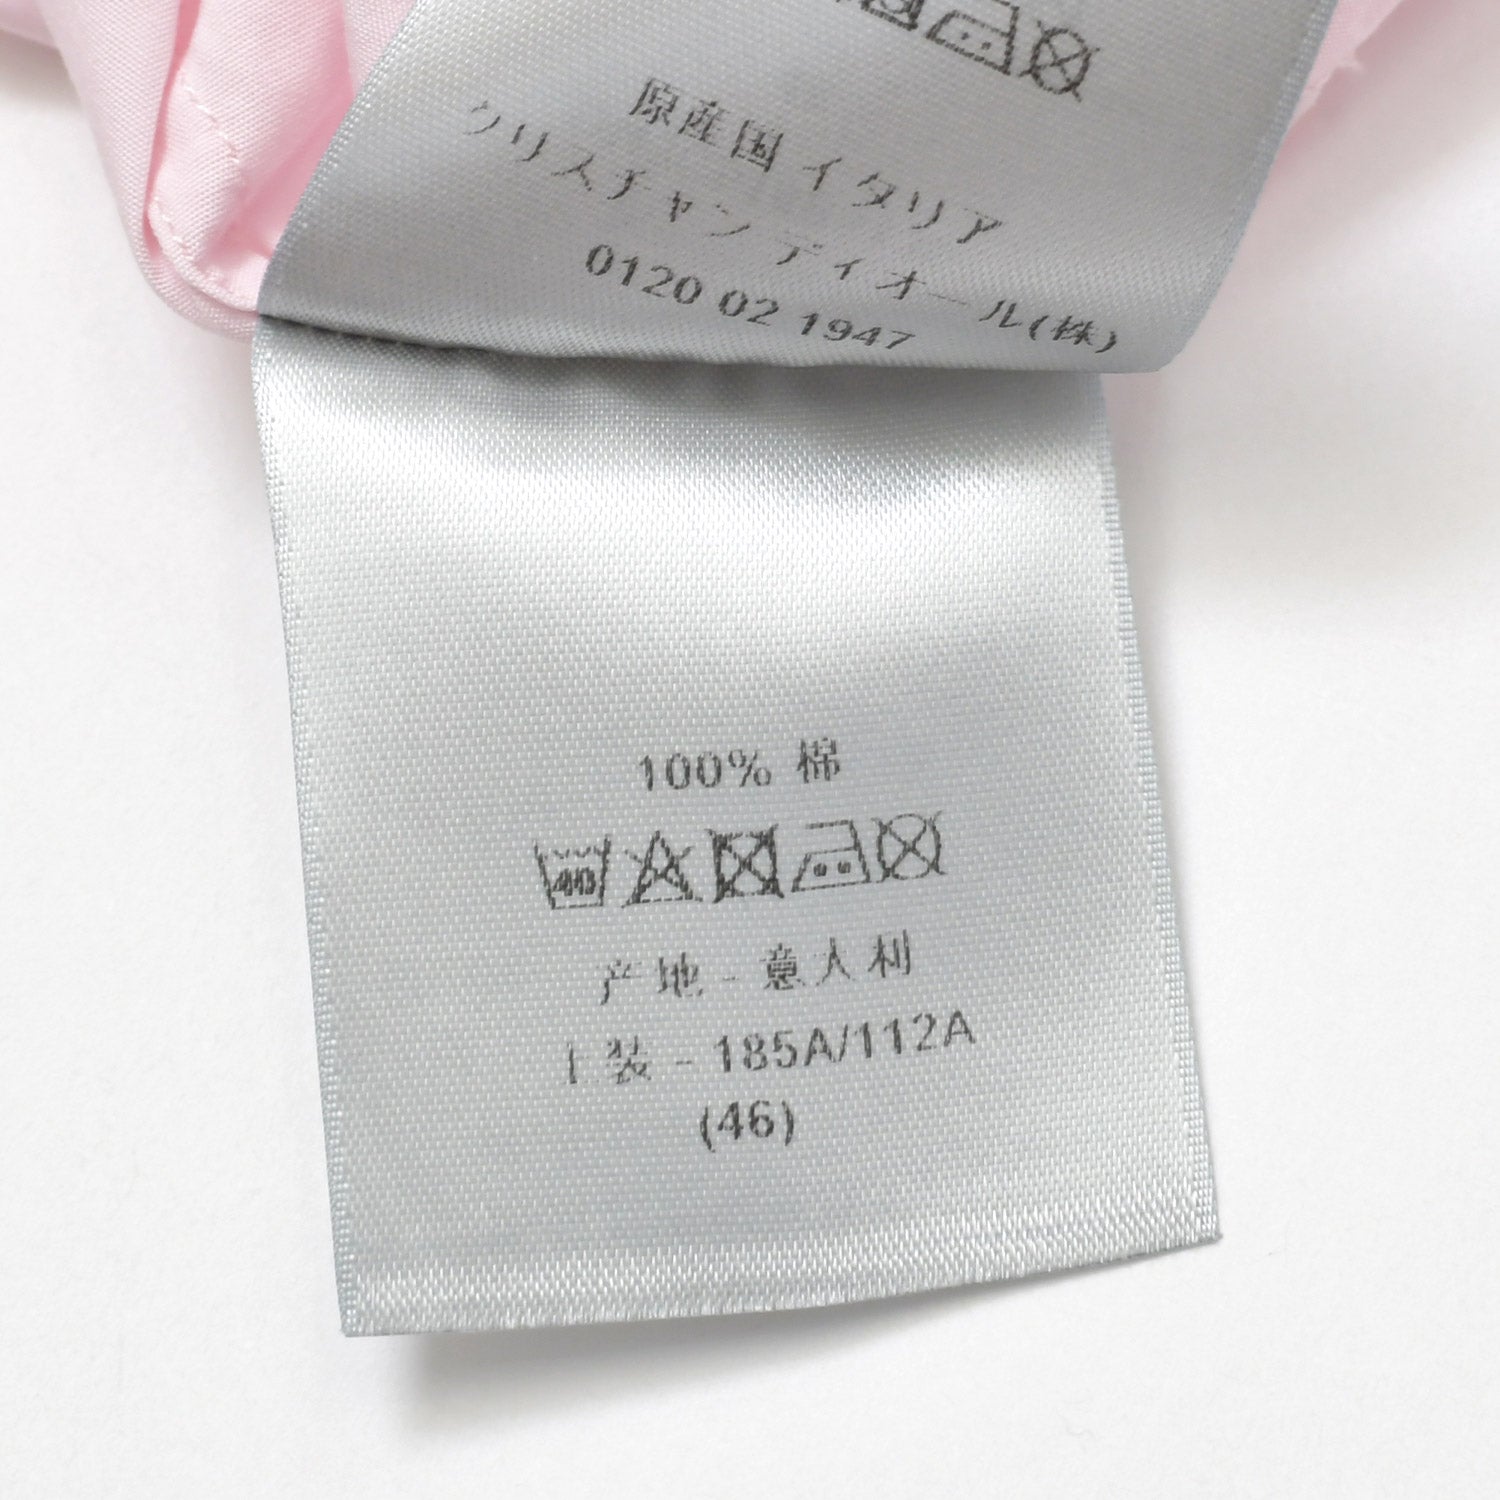 原産国 イタリア
クリスチャン ディオール(株)
0120 02 1947
100% 棉
40
产地 - 意大利
上装 - 185A/112A
(46)